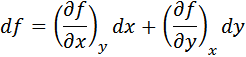 df = (∂f/∂x)_y dx + (∂f/∂y)_x dy